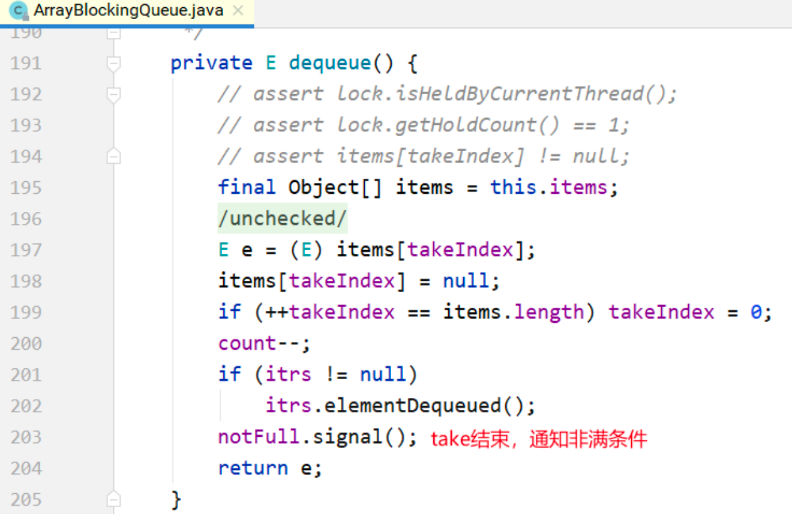 ArrayBlockingQueue.java
190 */
191 private E dequeue() {
192 // assert lock.isHeldByCurrentThread();
193 // assert lock.getHoldCount() == 1;
194 // assert items[takeIndex] != null;
195 final Object[] items = this.items;
196 /unchecked/
197 E e = (E) items[takeIndex];
198 items[takeIndex] = null;
199 if (++takeIndex == items.length) takeIndex = 0;
200 count--;
201 if (itrs != null)
202 itrs.elementDequeued();
203 notFull.signal(); take结束，通知非满条件
204 return e;
205 }